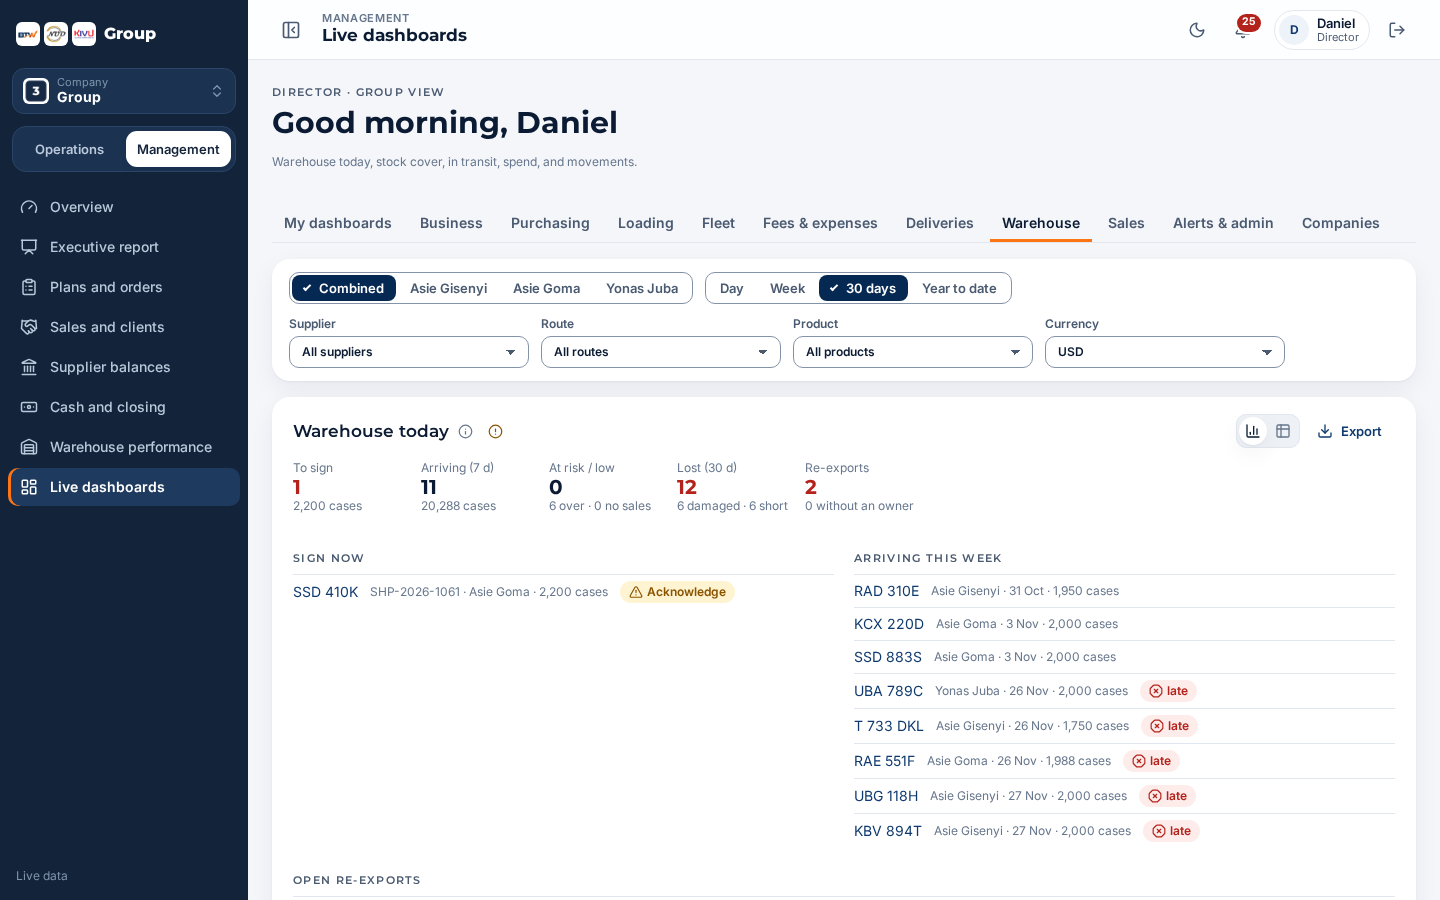 BTW NTD KIVU Group
Company
3 Group
Operations Management
Overview
Executive report
Plans and orders
Sales and clients
Supplier balances
Cash and closing
Warehouse performance
Live dashboards
Live data
MANAGEMENT
Live dashboards
25
D Daniel
Director
DIRECTOR · GROUP VIEW
Good morning, Daniel
Warehouse today, stock cover, in transit, spend, and movements.
My dashboards Business Purchasing Loading Fleet Fees & expenses Deliveries Warehouse Sales Alerts & admin Companies
Combined Asie Gisenyi Asie Goma Yonas Juba Day Week 30 days Year to date
Supplier Route Product Currency
All suppliers All routes All products USD
Warehouse today
Export
To sign Arriving (7 d) At risk / low Lost (30 d) Re-exports
1 11 0 12 2
2,200 cases 20,288 cases 6 over · 0 no sales 6 damaged · 6 short 0 without an owner
SIGN NOW
SSD 410K SHP-2026-1061 · Asie Goma · 2,200 cases Acknowledge
ARRIVING THIS WEEK
RAD 310E Asie Gisenyi · 31 Oct · 1,950 cases
KCX 220D Asie Goma · 3 Nov · 2,000 cases
SSD 883S Asie Goma · 3 Nov · 2,000 cases
UBA 789C Yonas Juba · 26 Nov · 2,000 cases late
T 733 DKL Asie Gisenyi · 26 Nov · 1,750 cases late
RAE 551F Asie Goma · 26 Nov · 1,988 cases late
UBG 118H Asie Gisenyi · 27 Nov · 2,000 cases late
KBV 894T Asie Gisenyi · 27 Nov · 2,000 cases late
OPEN RE-EXPORTS